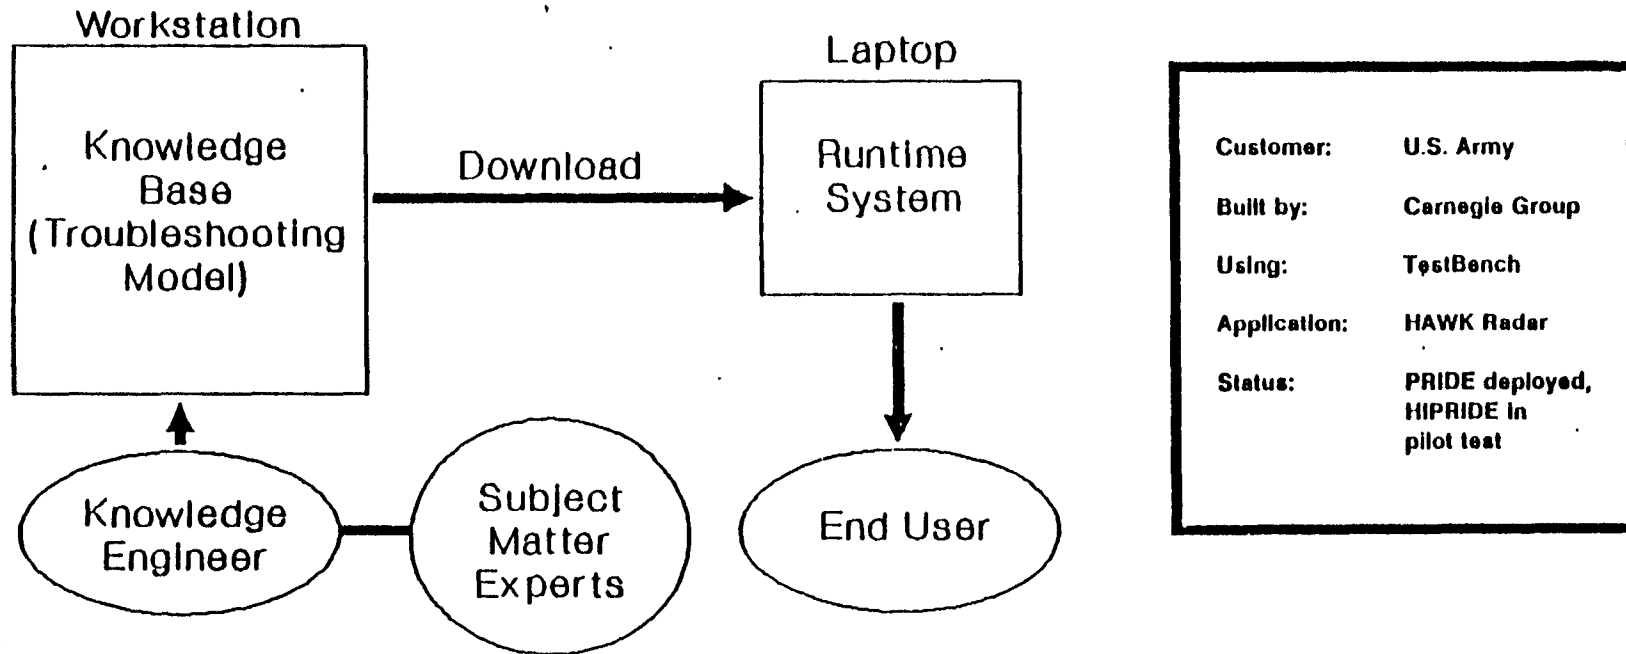 Workstation
Knowledge
Base
(Troubleshooting
Model)
Download
Laptop
Runtime
System
Knowledge
Engineer
Subject
Matter
Experts
End User
Customer: U.S. Army
Built by: Carnegie Group
Using: TestBench
Application: HAWK Radar
Status: PRIDE deployed,
HIPRIDE in
pilot test